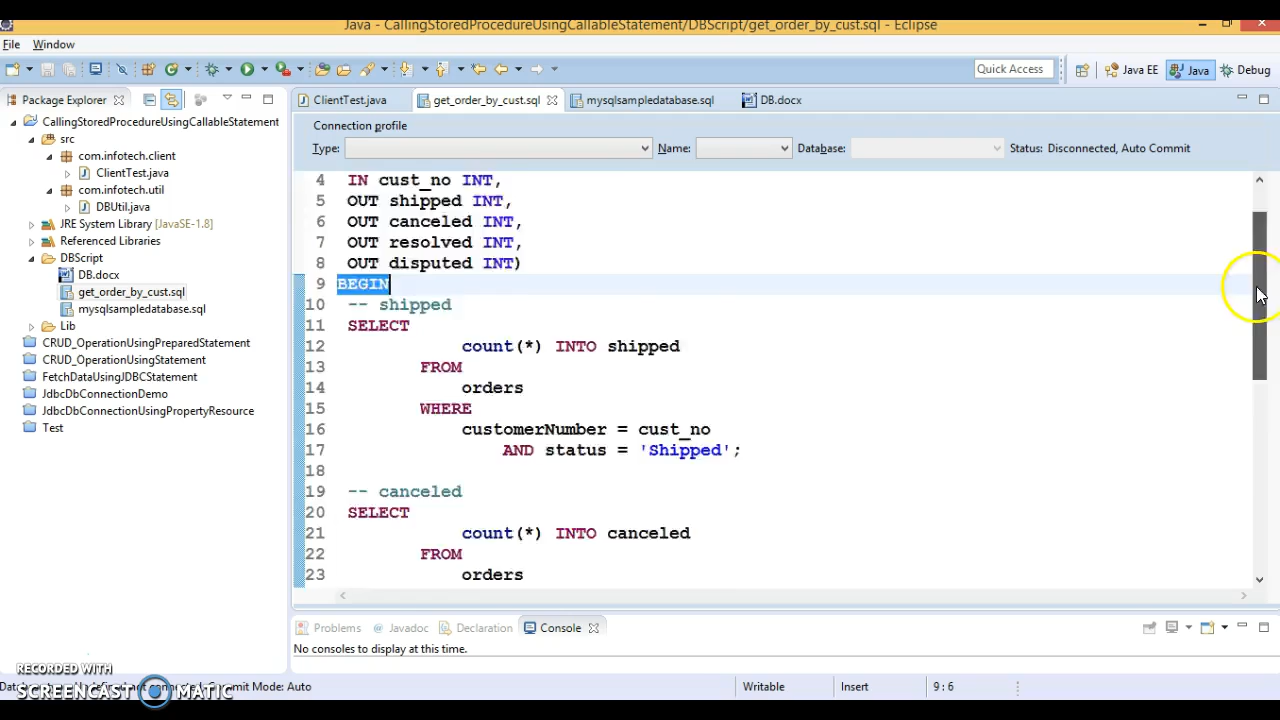 Java - CallingStoredProcedureUsingCallableStatement/DBScript/get_order_by_cust.sql - Eclipse
File Window
Quick Access
Java EE
Java
Debug
Package Explorer
ClientTest.java
get_order_by_cust.sql
mysqlsampledatabase.sql
DB.docx
CallingStoredProcedureUsingCallableStatement
src
com.infotech.client
ClientTest.java
com.infotech.util
DBUtil.java
JRE System Library [JavaSE-1.8]
Referenced Libraries
DBScript
DB.docx
get_order_by_cust.sql
mysqlsampledatabase.sql
Lib
CRUD_OperationUsingPreparedStatement
CRUD_OperationUsingStatement
FetchDataUsingJDBCStatement
JdbcDbConnectionDemo
JdbcDbConnectionUsingPropertyResource
Test
Connection profile
Type: Name: Database: Status: Disconnected, Auto Commit
4 IN cust_no INT,
5 OUT shipped INT,
6 OUT canceled INT,
7 OUT resolved INT,
8 OUT disputed INT)
9 BEGIN
10 -- shipped
11 SELECT
12 count(*) INTO shipped
13 FROM
14 orders
15 WHERE
16 customerNumber = cust_no
17 AND status = 'Shipped';
18
19 -- canceled
20 SELECT
21 count(*) INTO canceled
22 FROM
23 orders
Problems Javadoc Declaration Console
No consoles to display at this time.
RECORDED WITH
SCREENCAST MATIC
Commit Mode: Auto
Writable Insert 9 : 6